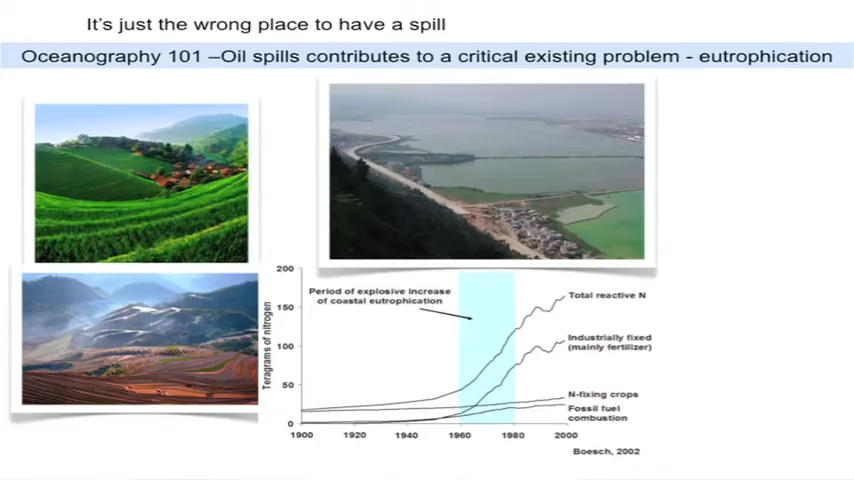 It's just the wrong place to have a spill
Oceanography 101 –Oil spills contributes to a critical existing problem - eutrophication
200
150
100
50
0
Teragrams of nitrogen
Period of explosive increase
of coastal eutrophication
Total reactive N
Industrially fixed
(mainly fertilizer)
N-fixing crops
Fossil fuel
combustion
1900 1920 1940 1960 1980 2000
Boesch, 2002